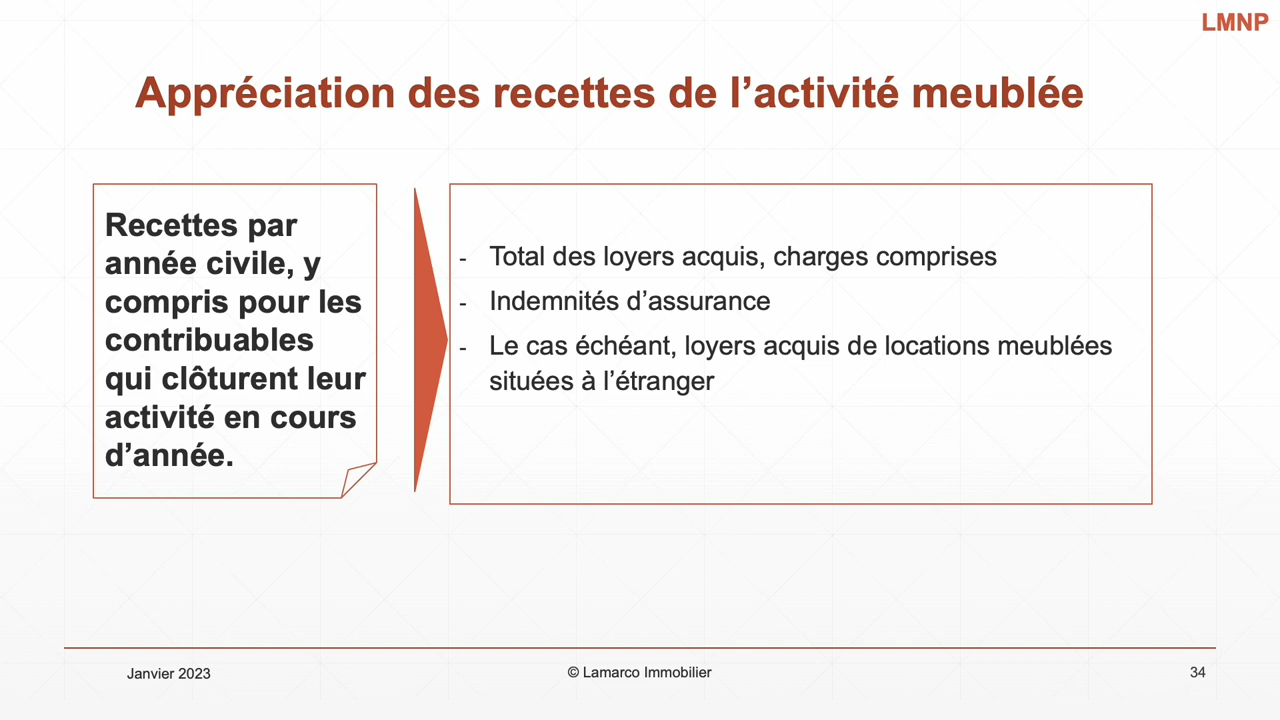 LMNP
Appréciation des recettes de l’activité meublée
Recettes par
année civile, y
compris pour les
contribuables
qui clôturent leur
activité en cours
d’année.
- Total des loyers acquis, charges comprises
- Indemnités d’assurance
- Le cas échéant, loyers acquis de locations meublées
situées à l’étranger
Janvier 2023
© Lamarco Immobilier
34